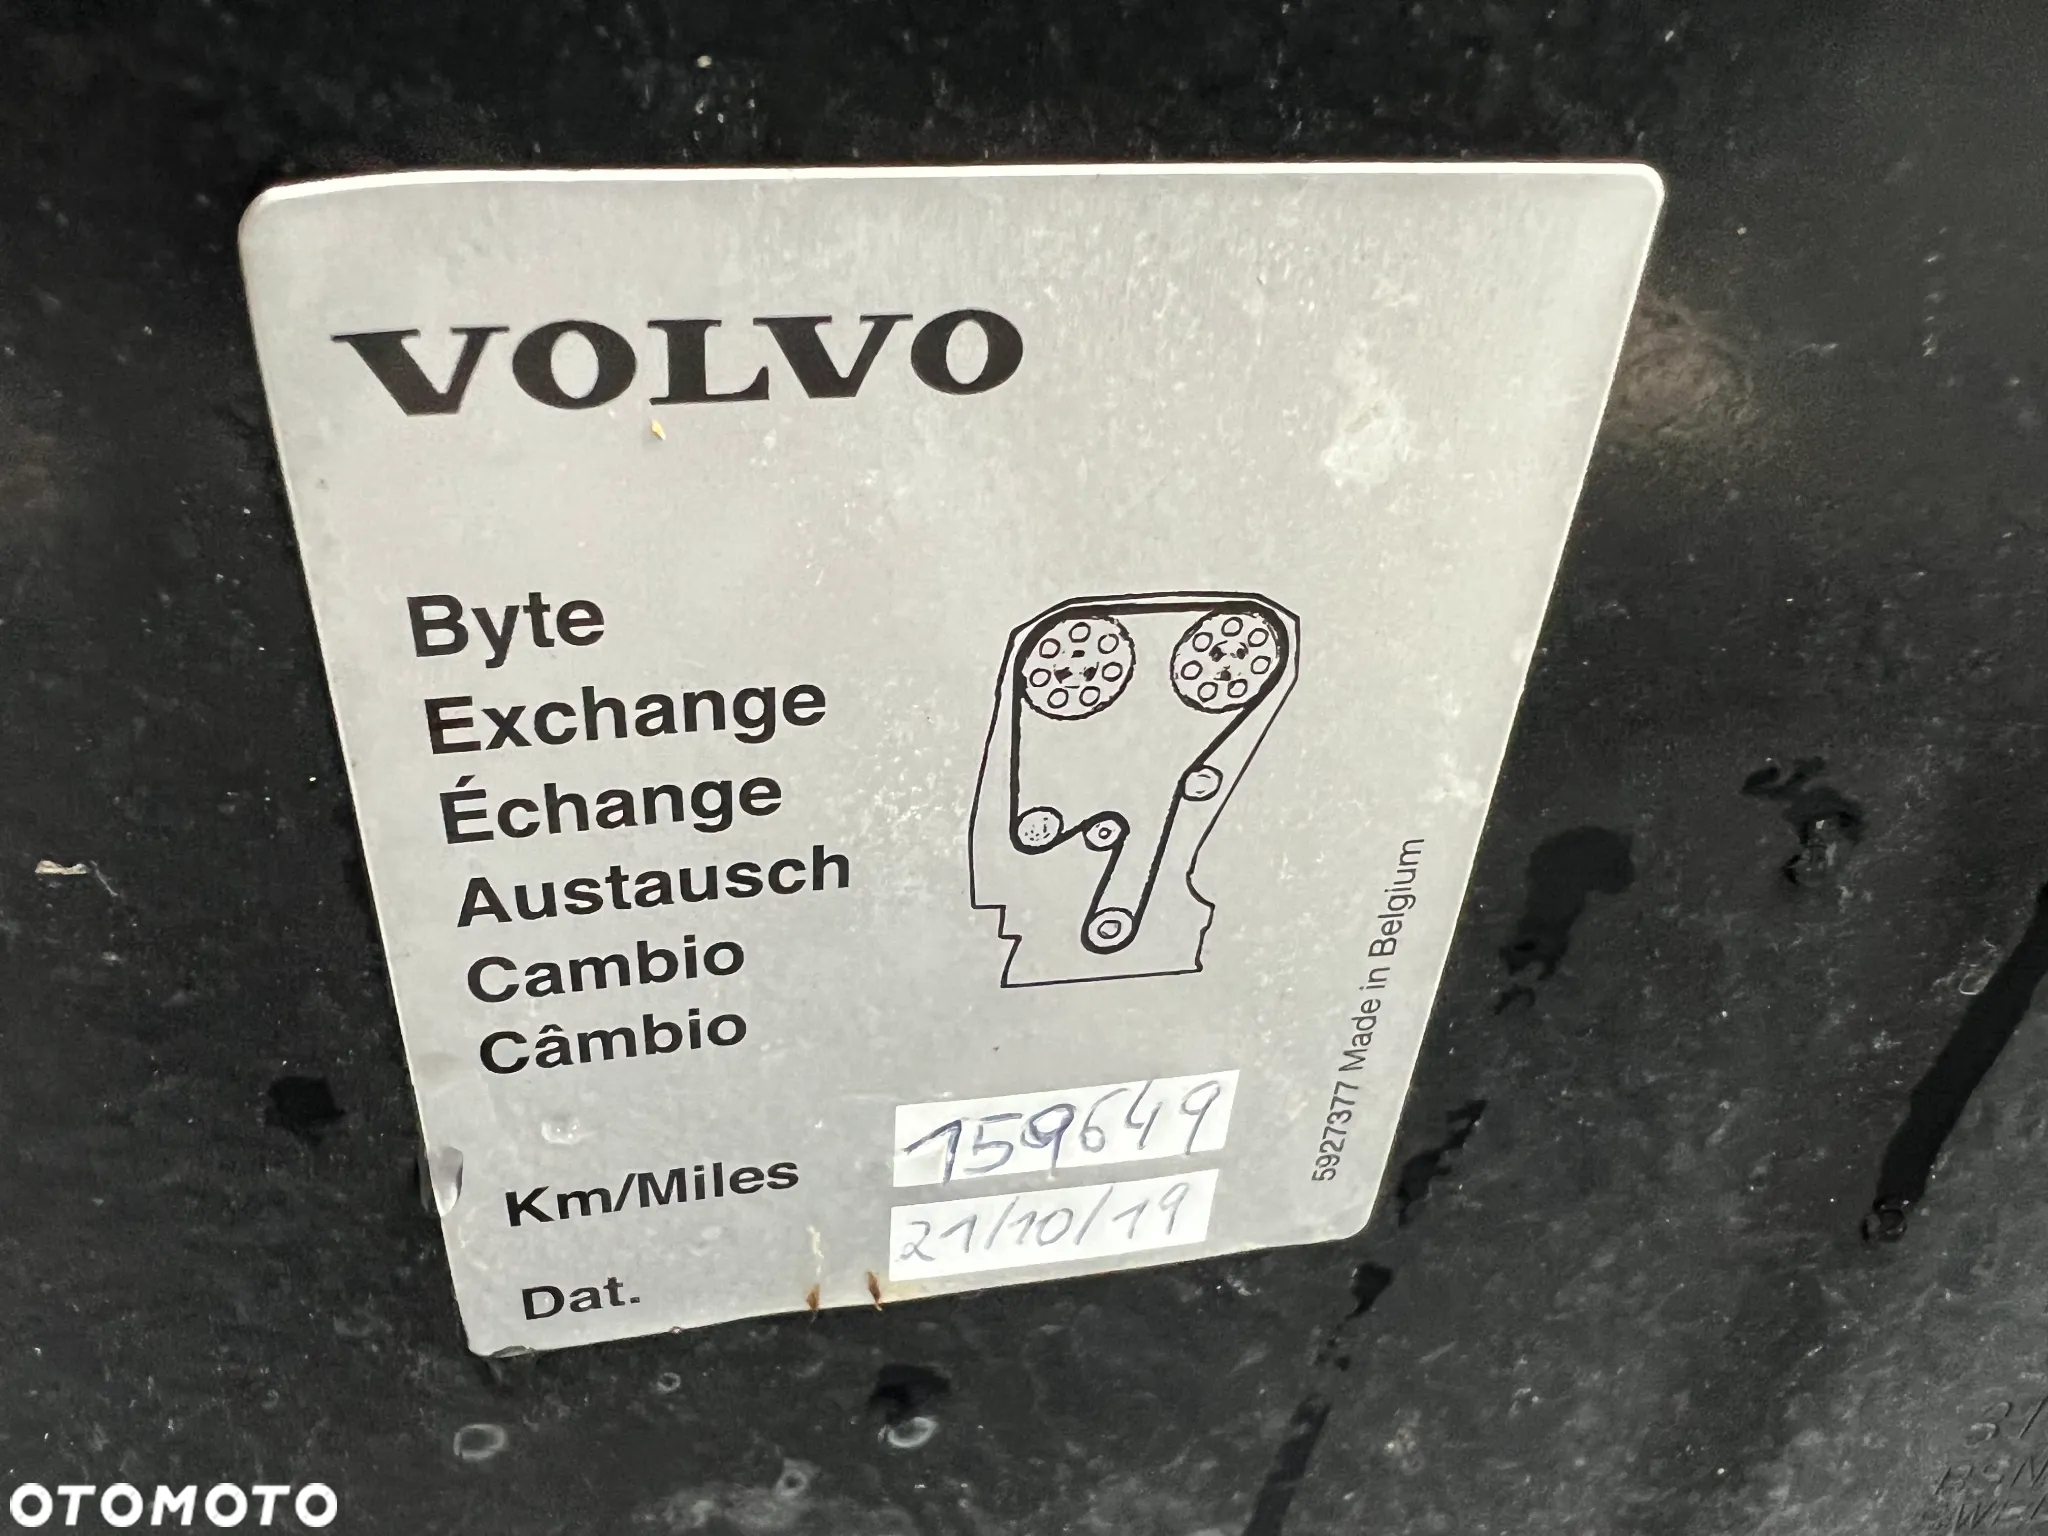 VOLVO
Byte
Exchange
Échange
Austausch
Cambio
Câmbio
Km/Miles 159649
Dat. 21/10/19
5927377 Made in Belgium
OTOMOTO